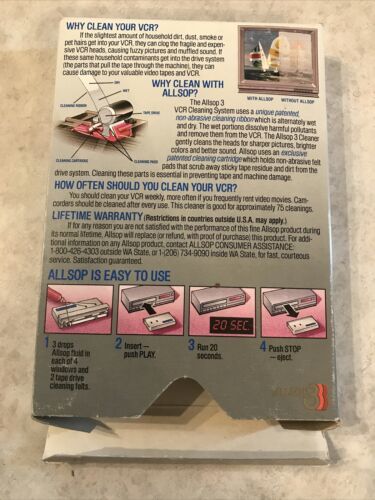 WHY CLEAN YOUR VCR?
If the slightest amount of household dirt, dust, smoke or
pet hairs get into your VCR, they can clog the fragile and expen-
sive VCR heads, causing fuzzy pictures and muffled sound. If
these same household contaminants get into the drive system
(the parts that pull the tape through the machine), they can
cause damage to your valuable video tapes and VCR.
WITH ALLSOP WITHOUT ALLSOP
DRY
WET
CLEANING RIBBON
TAPE DRIVE
CLEANING CARTRIDGE
CLEANING PADS
WHY CLEAN WITH
ALLSOP?
The Allsop 3
VCR Cleaning System uses a unique patented,
non-abrasive cleaning ribbon which is alternately wet
and dry. The wet portions dissolve harmful pollutants
and remove them from the VCR. The Allsop 3 Cleaner
gently cleans the heads for sharper pictures, brighter
colors and better sound. Allsop uses an exclusive
patented cleaning cartridge which holds non-abrasive felt
pads that scrub away sticky tape residue and dirt from the
drive system. Cleaning these parts is essential in preventing tape and machine damage.
HOW OFTEN SHOULD YOU CLEAN YOUR VCR?
You should clean your VCR weekly, more often if you frequently rent video movies. Cam-
corders should be cleaned after every use. This cleaner is good for approximately 75 cleanings.
LIFETIME WARRANTY (Restrictions in countries outside U.S.A. may apply.)
If for any reason you are not satisfied with the performance of this fine Allsop product during
its normal lifetime, Allsop will replace (or refund, with proof of purchase) this product. For addi-
tional information on any Allsop product, contact ALLSOP CONSUMER ASSISTANCE:
1-800-426-4303 outside WA State, or 1-(206) 734-9090 inside WA State, for fast, courteous
service. Satisfaction guaranteed.
ALLSOP IS EASY TO USE
20 SEC.
1 3 drops
Allsop fluid in
each of 4
windows and
2 tape drive
cleaning felts.
2 Insert —
push PLAY.
3 Run 20
seconds.
4 Push STOP
— eject.
ALLSOP 3